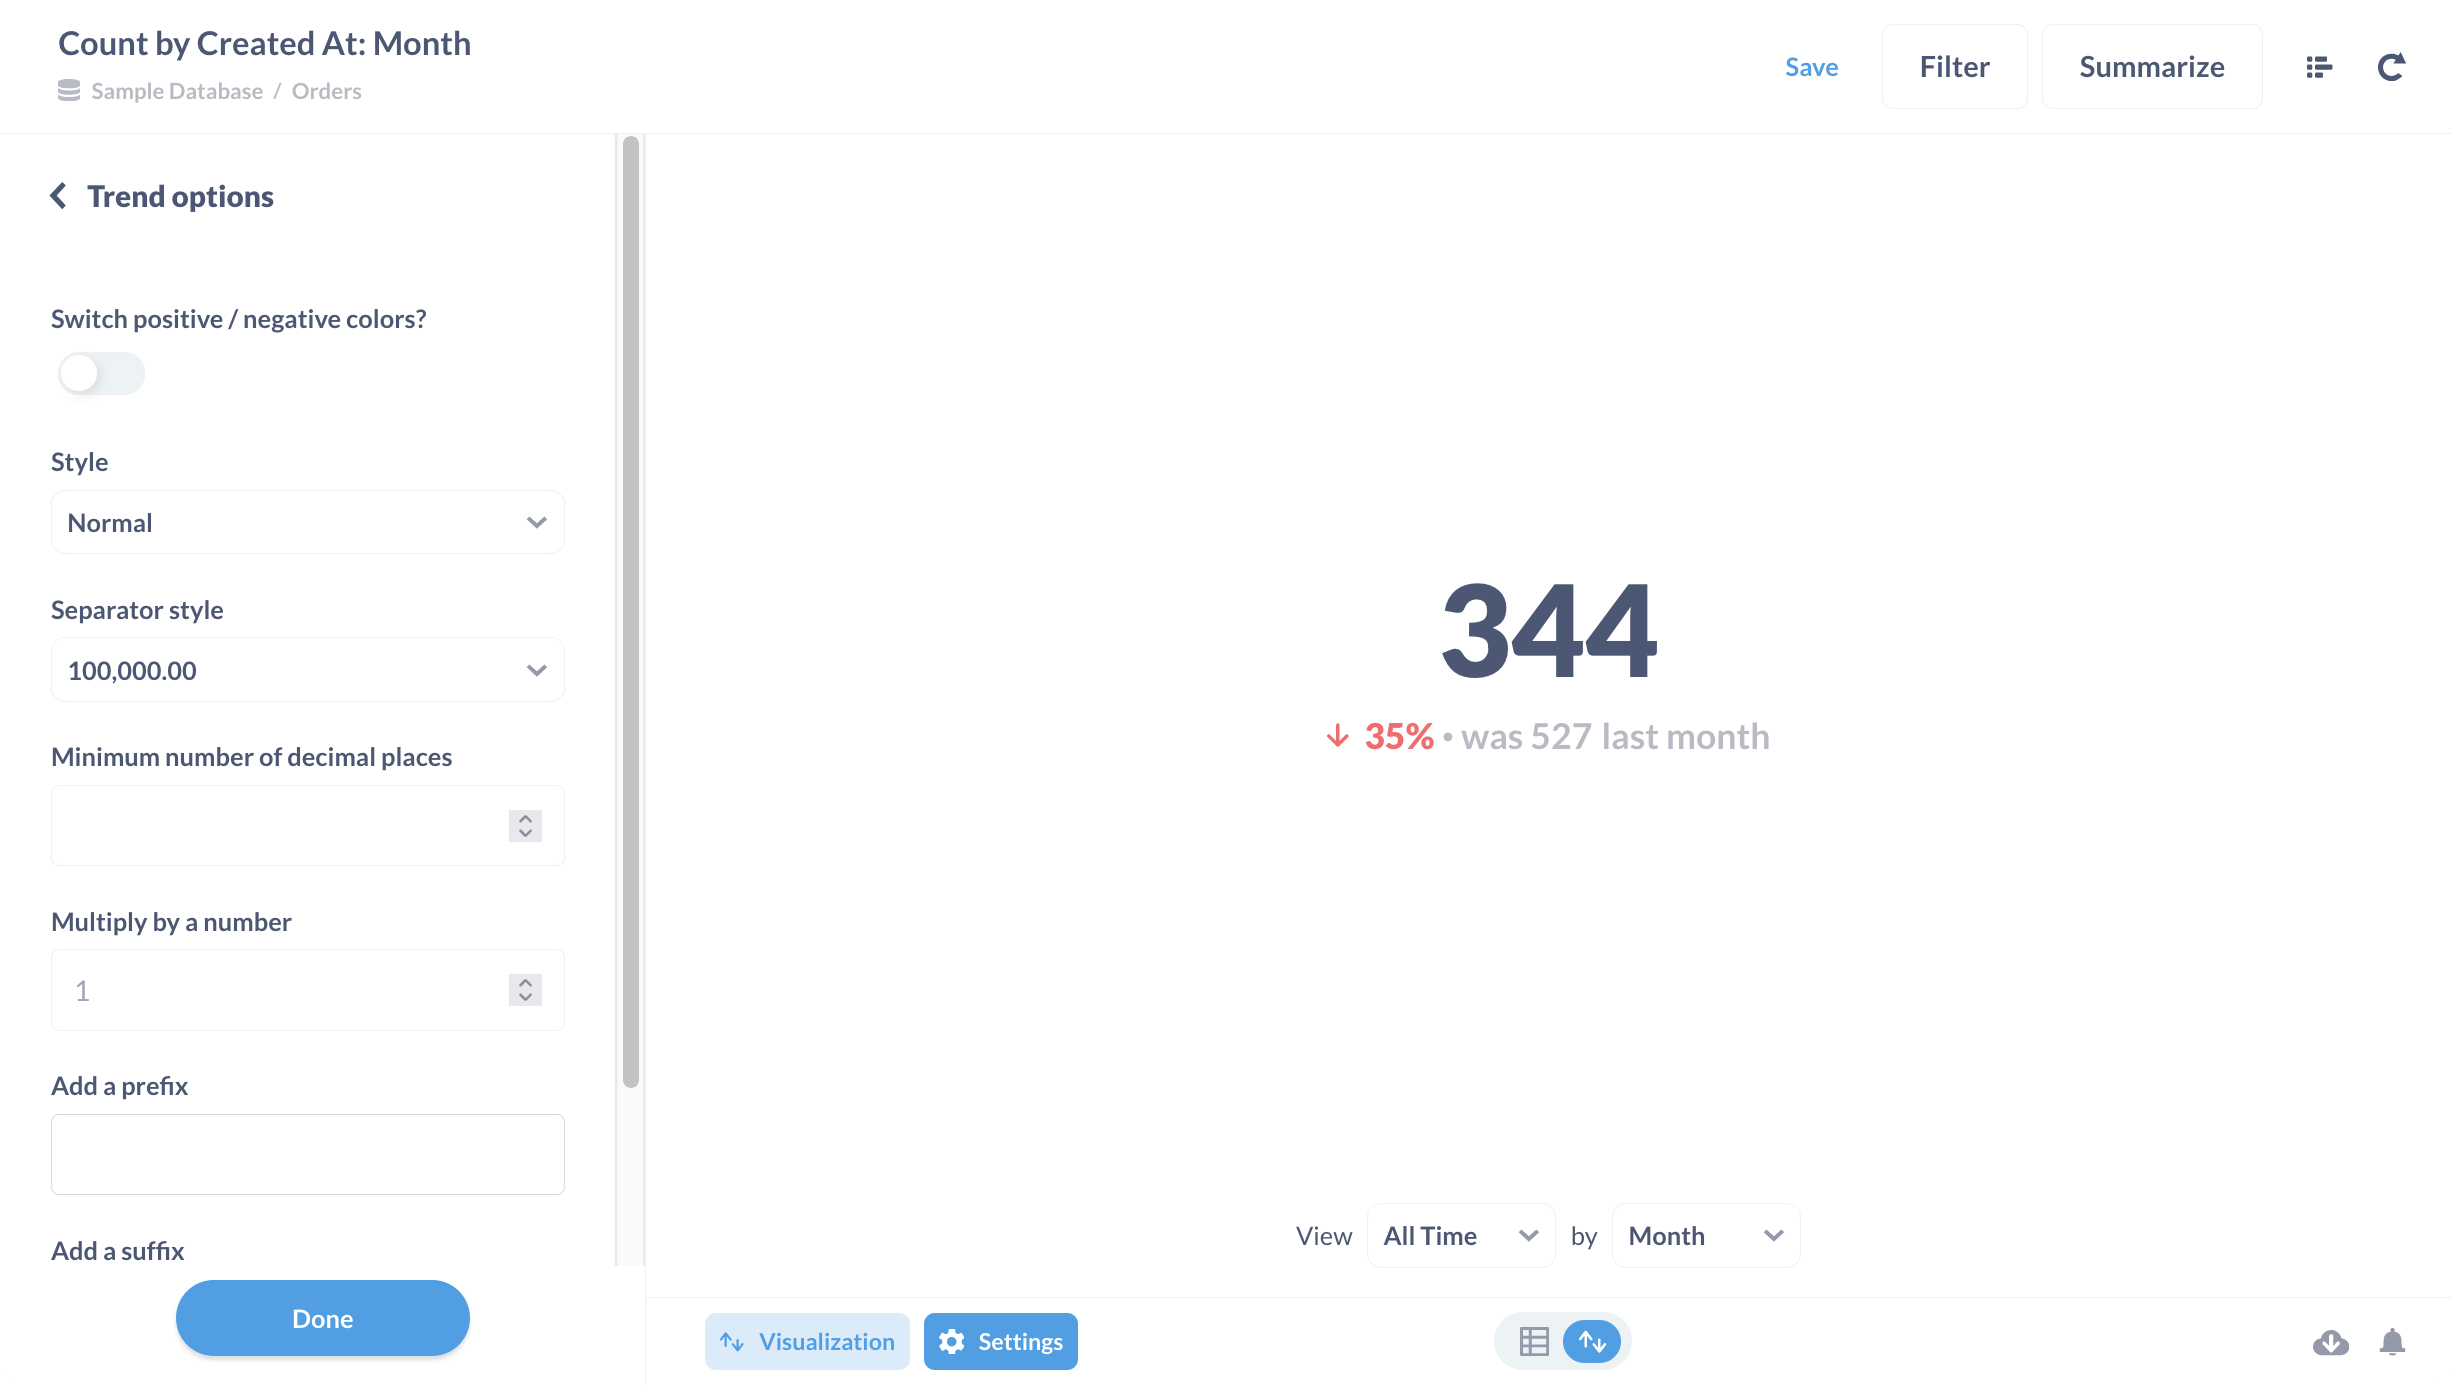 Count by Created At: Month
Sample Database / Orders
Save
Filter
Summarize
Trend options
Switch positive / negative colors?
Style
Normal
Separator style
100,000.00
Minimum number of decimal places
Multiply by a number
1
Add a prefix
Add a suffix
Done
344
35% • was 527 last month
View All Time by Month
Visualization
Settings